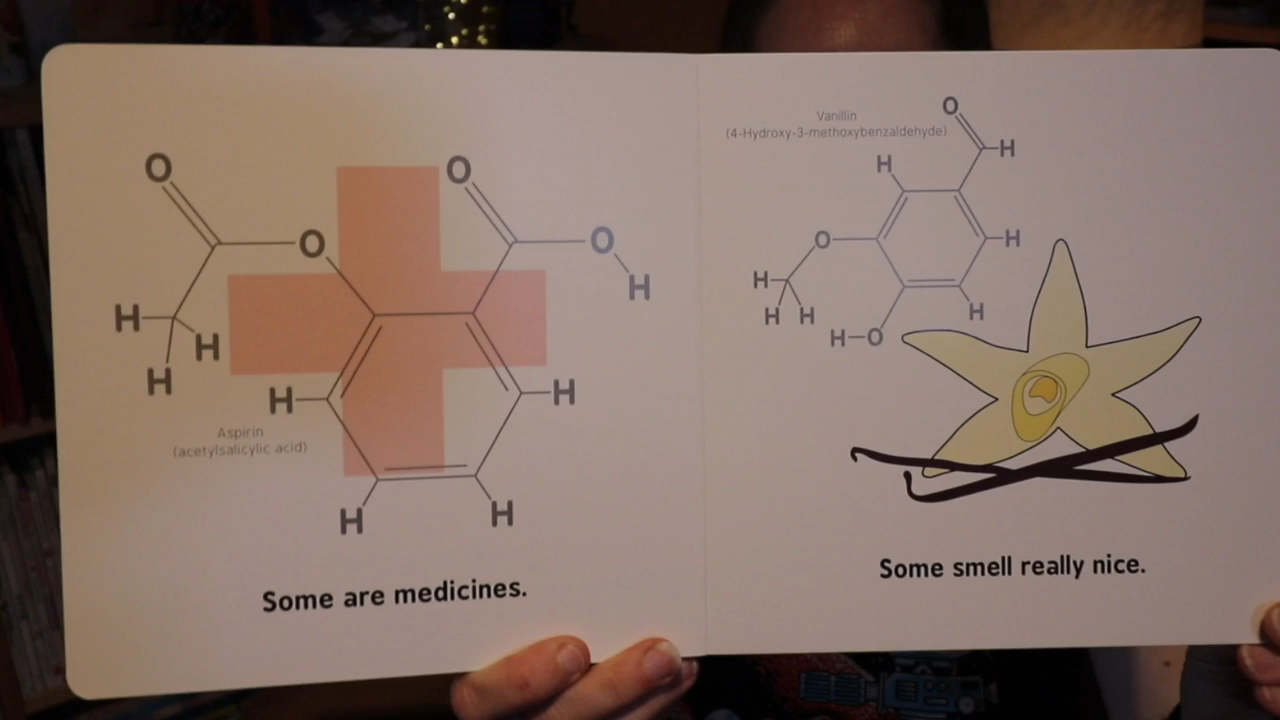 O
O
O
O
H
H
H
H
H
H
Aspirin
(acetylsalicylic acid)
H
H
Some are medicines.
Vanillin
(4-Hydroxy-3-methoxybenzaldehyde)
O
H
H
O
H
H
H
H
H
H-O
Some smell really nice.